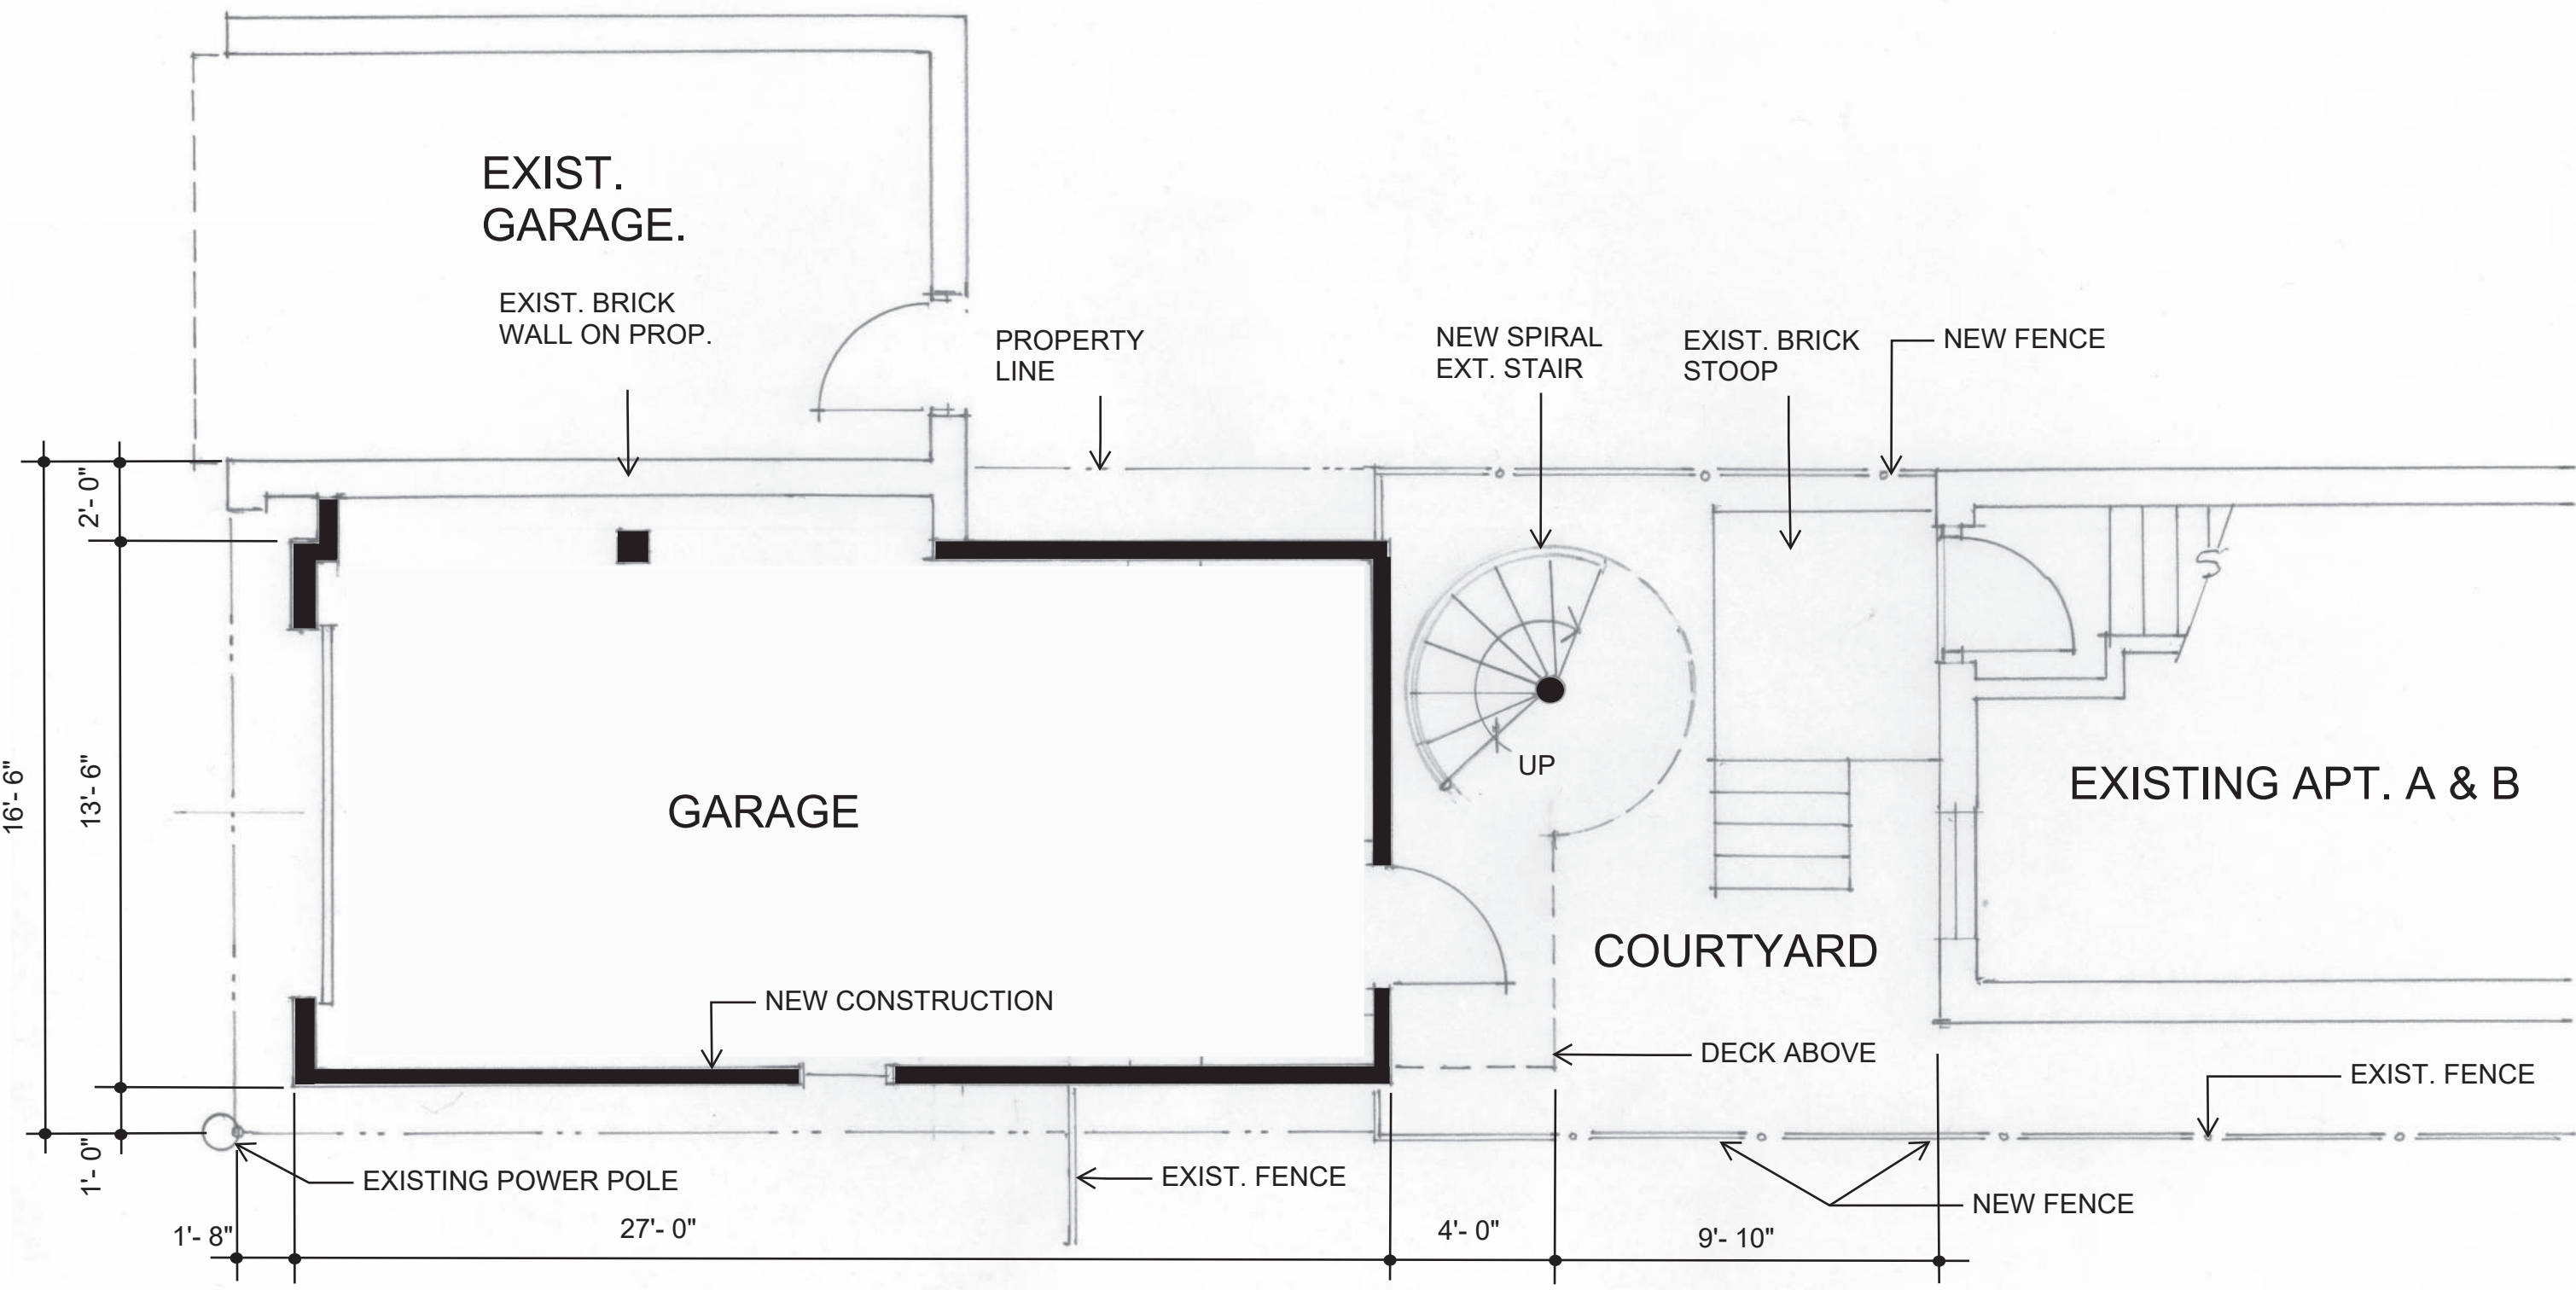 EXIST.
GARAGE.
EXIST. BRICK
WALL ON PROP.
PROPERTY
LINE
NEW SPIRAL
EXT. STAIR
EXIST. BRICK
STOOP
NEW FENCE
2'- 0"
16'- 6"
13'- 6"
1'- 0"
GARAGE
UP
S
EXISTING APT. A & B
COURTYARD
NEW CONSTRUCTION
DECK ABOVE
EXIST. FENCE
EXISTING POWER POLE
EXIST. FENCE
NEW FENCE
1'- 8"
27'- 0"
4'- 0"
9'- 10"